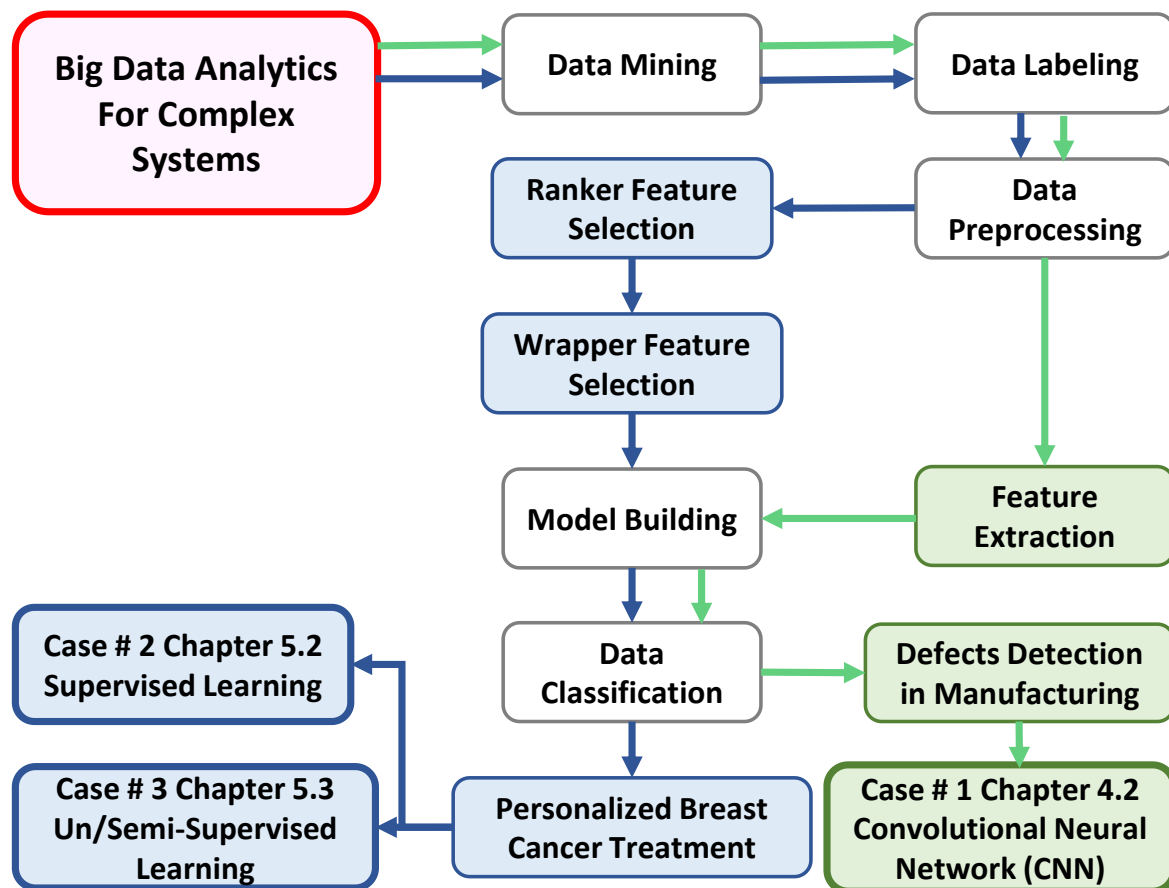 Big Data Analytics
For Complex
Systems
Data Mining
Data Labeling
Ranker Feature
Selection
Data
Preprocessing
Wrapper Feature
Selection
Model Building
Feature
Extraction
Case # 2 Chapter 5.2
Supervised Learning
Data
Classification
Defects Detection
in Manufacturing
Case # 3 Chapter 5.3
Un/Semi-Supervised
Learning
Personalized Breast
Cancer Treatment
Case # 1 Chapter 4.2
Convolutional Neural
Network (CNN)